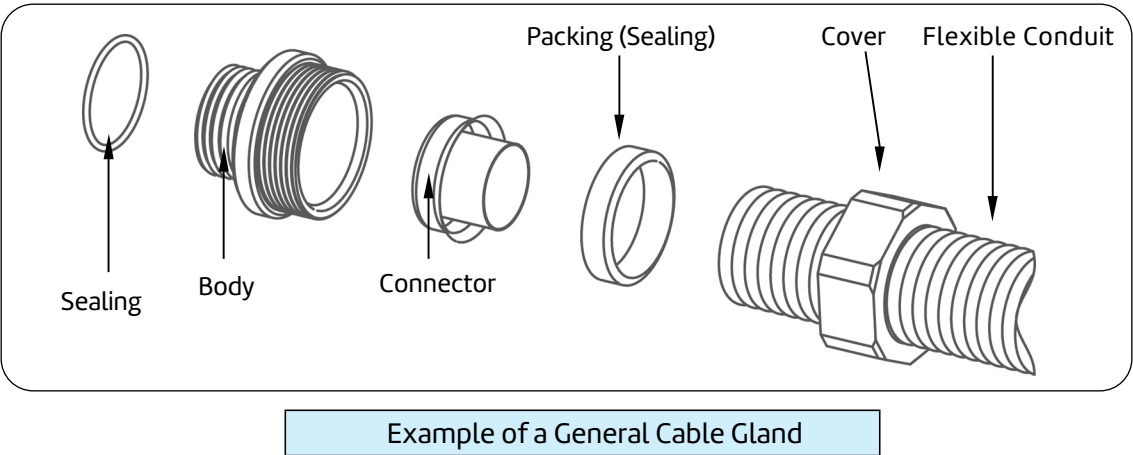 Packing (Sealing)
Cover
Flexible Conduit
Sealing
Body
Connector
Example of a General Cable Gland